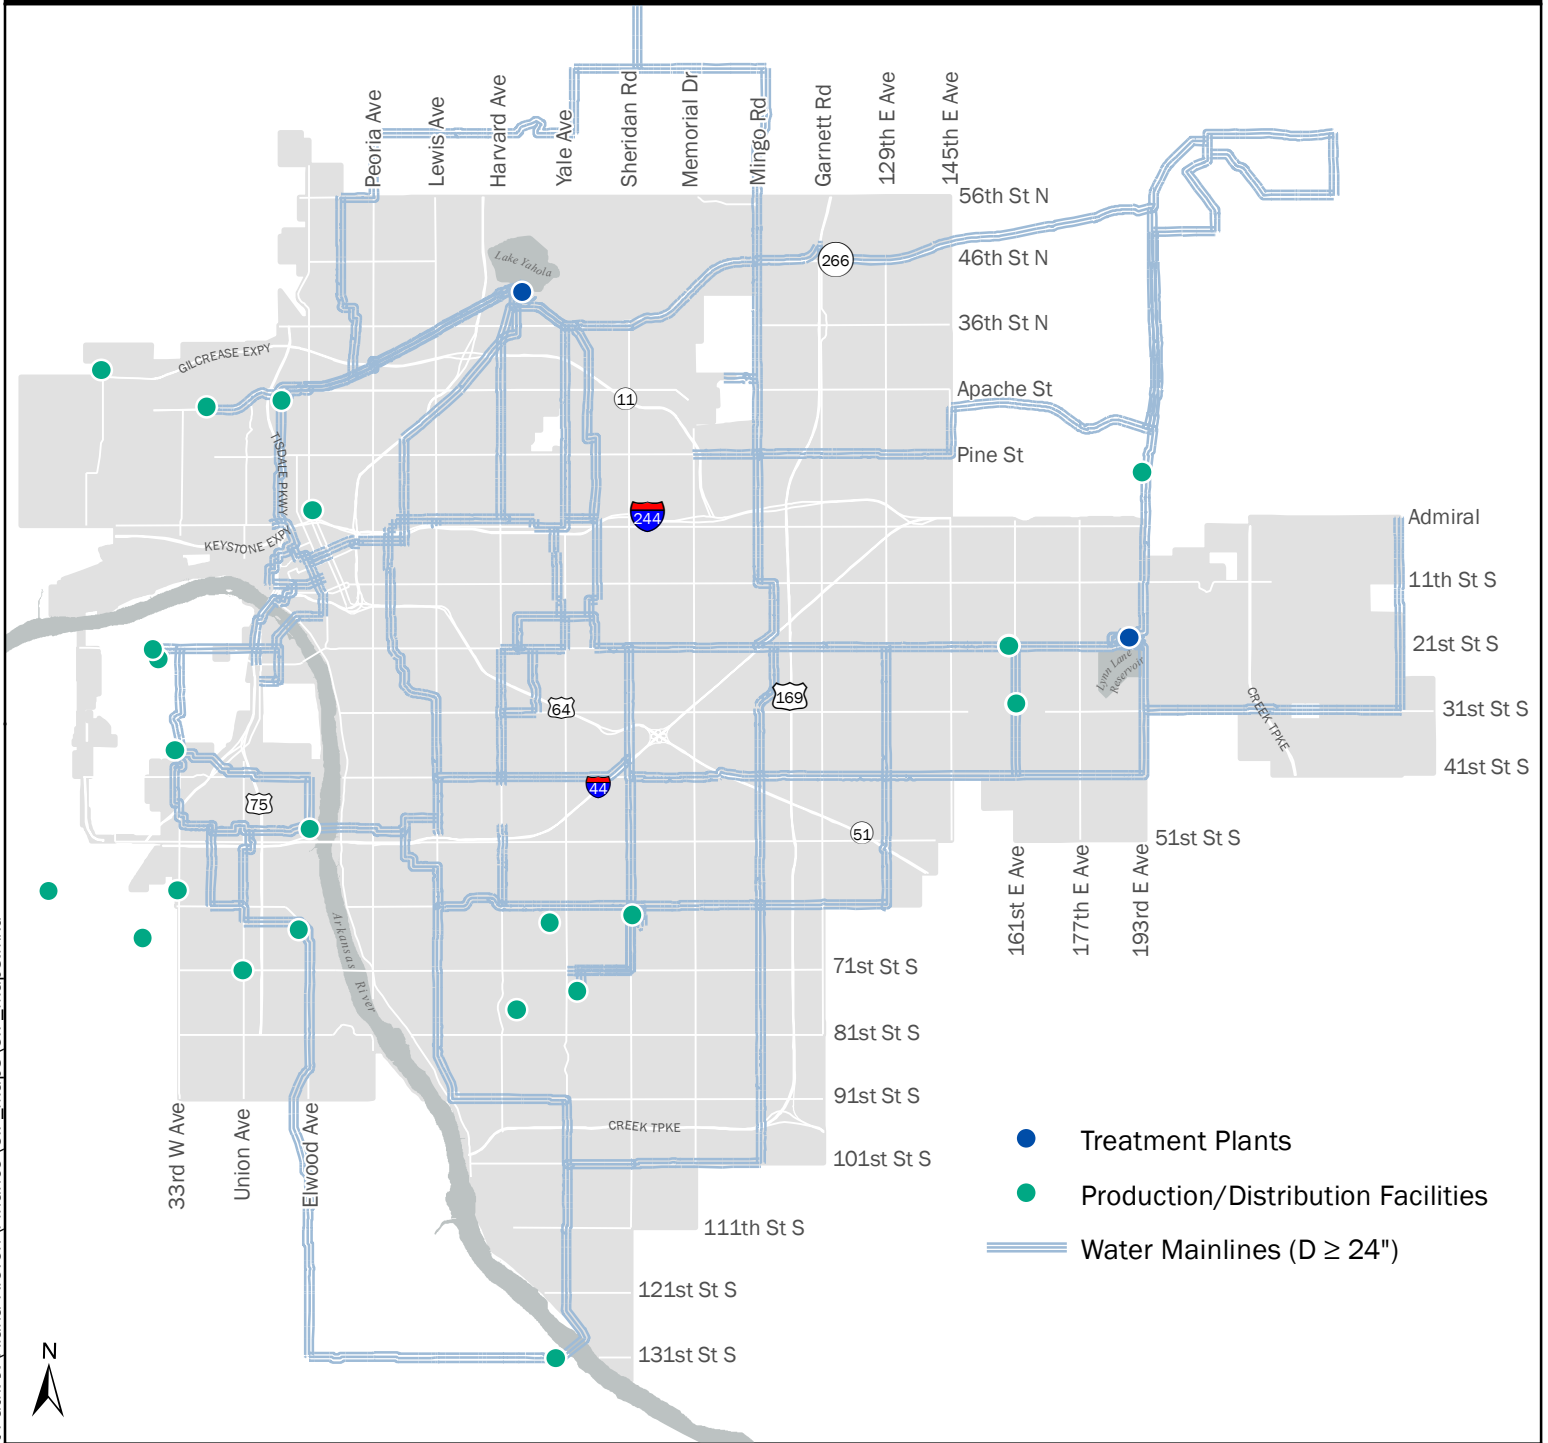 Peoria Ave
Lewis Ave
Harvard Ave
Yale Ave
Sheridan Rd
Memorial Dr
Mingo Rd
Garnett Rd
129th E Ave
145th E Ave
56th St N
Lake Yahola
266
46th St N
36th St N
GILCREASE EXPY
11
Apache St
TISDALE PKWY
Pine St
244
Admiral
KEYSTONE EXPY
11th St S
21st St S
Lynn Lane
Reservoir
64
169
CREEK TPKE
31st St S
41st St S
44
75
51
51st St S
161st E Ave
177th E Ave
193rd E Ave
Arkansas River
71st St S
81st St S
91st St S
33rd W Ave
Union Ave
Elwood Ave
CREEK TPKE
101st St S
111th St S
121st St S
131st St S
Treatment Plants
Production/Distribution Facilities
Water Mainlines (D ≥ 24")
N